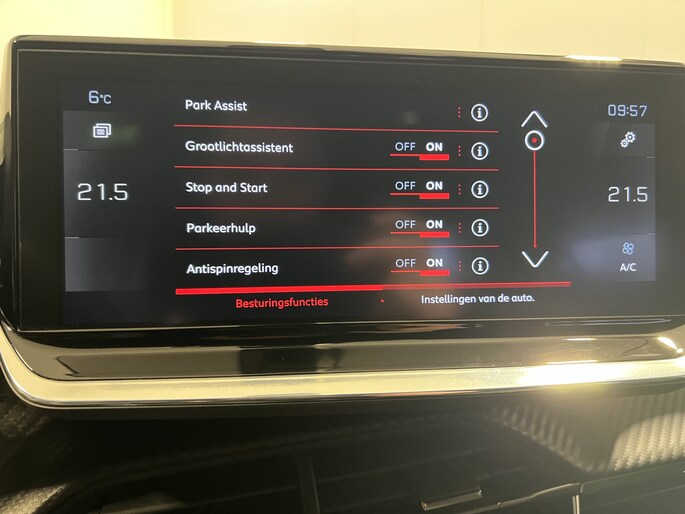 6°C
09:57
Park Assist
Grootlichtassistent OFF ON
Stop and Start OFF ON
21.5
21.5
Parkeerhulp OFF ON
Antispinregeling OFF ON
A/C
Besturingsfuncties
Instellingen van de auto.